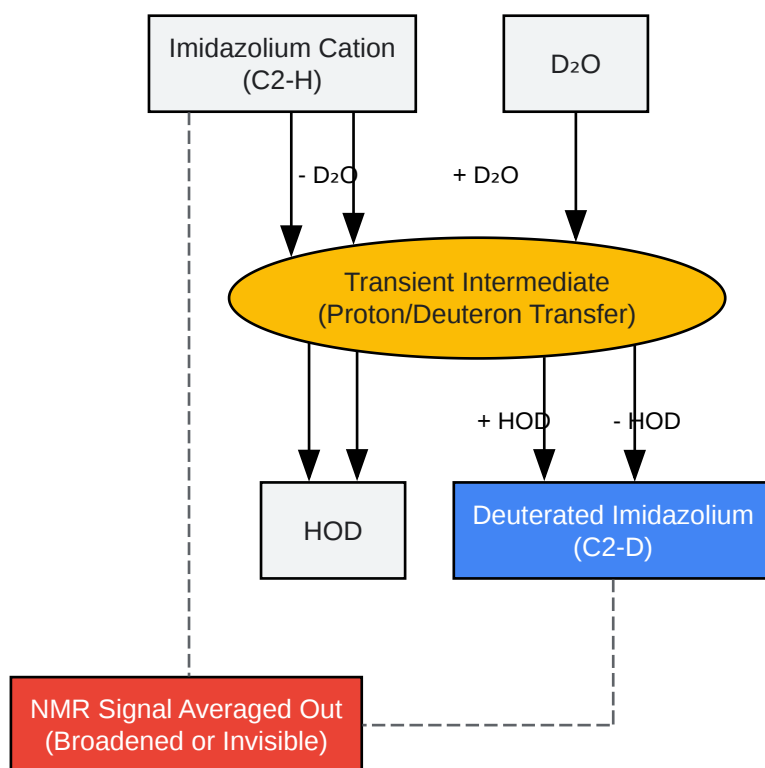 Imidazolium Cation
(C2-H)
D₂O
- D₂O
+ D₂O
Transient Intermediate
(Proton/Deuteron Transfer)
+ HOD
- HOD
HOD
Deuterated Imidazolium
(C2-D)
NMR Signal Averaged Out
(Broadened or Invisible)